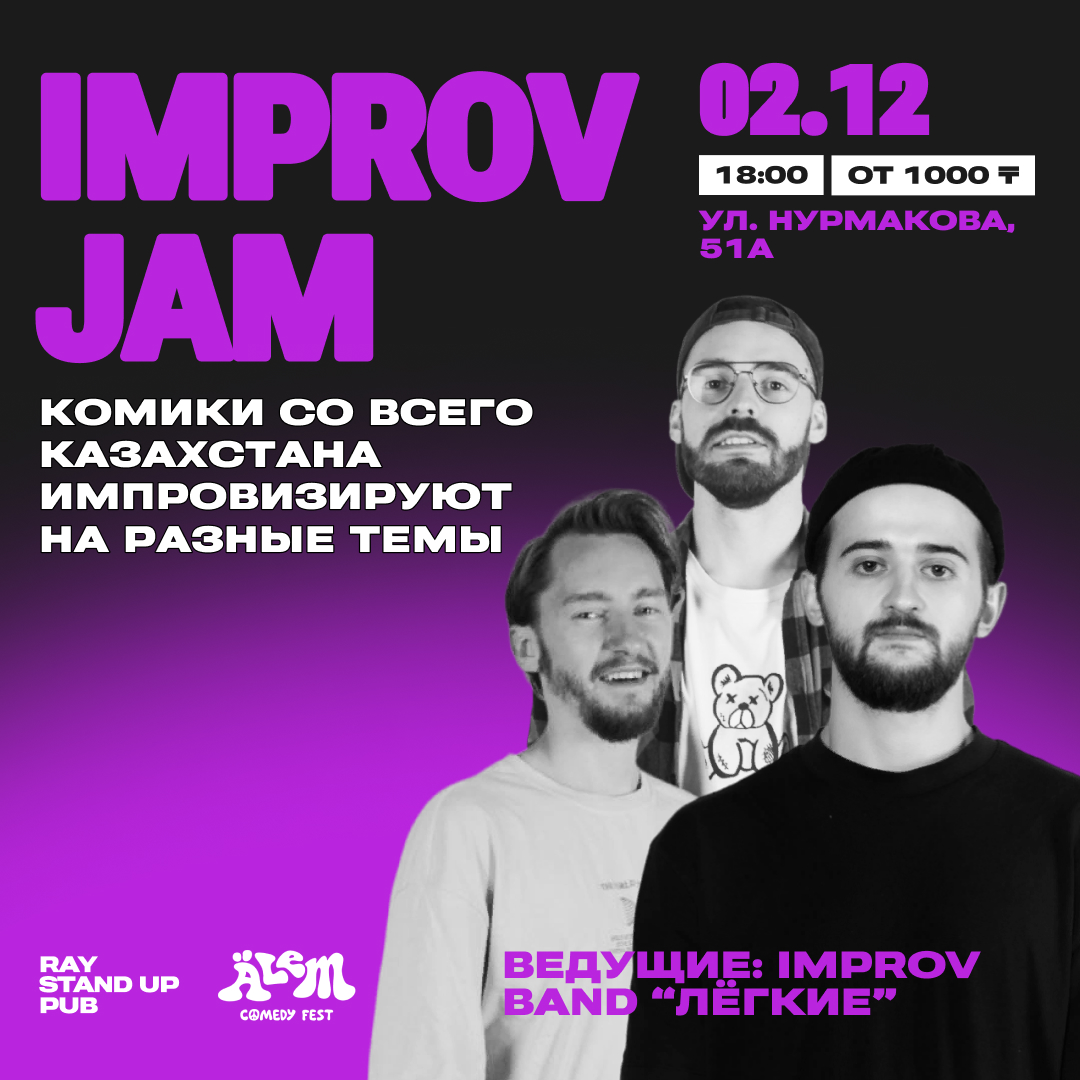 IMPROV
JAM
02.12
18:00
ОТ 1000 ₸
УЛ. НУРМАКОВА,
51А
КОМИКИ СО ВСЕГО
КАЗАХСТАНА
ИМПРОВИЗИРУЮТ
НА РАЗНЫЕ ТЕМЫ
RAY
STAND UP
PUB
ÄLEM
COMEDY FEST
ВЕДУЩИЕ: IMPROV
BAND “ЛЁГКИЕ”